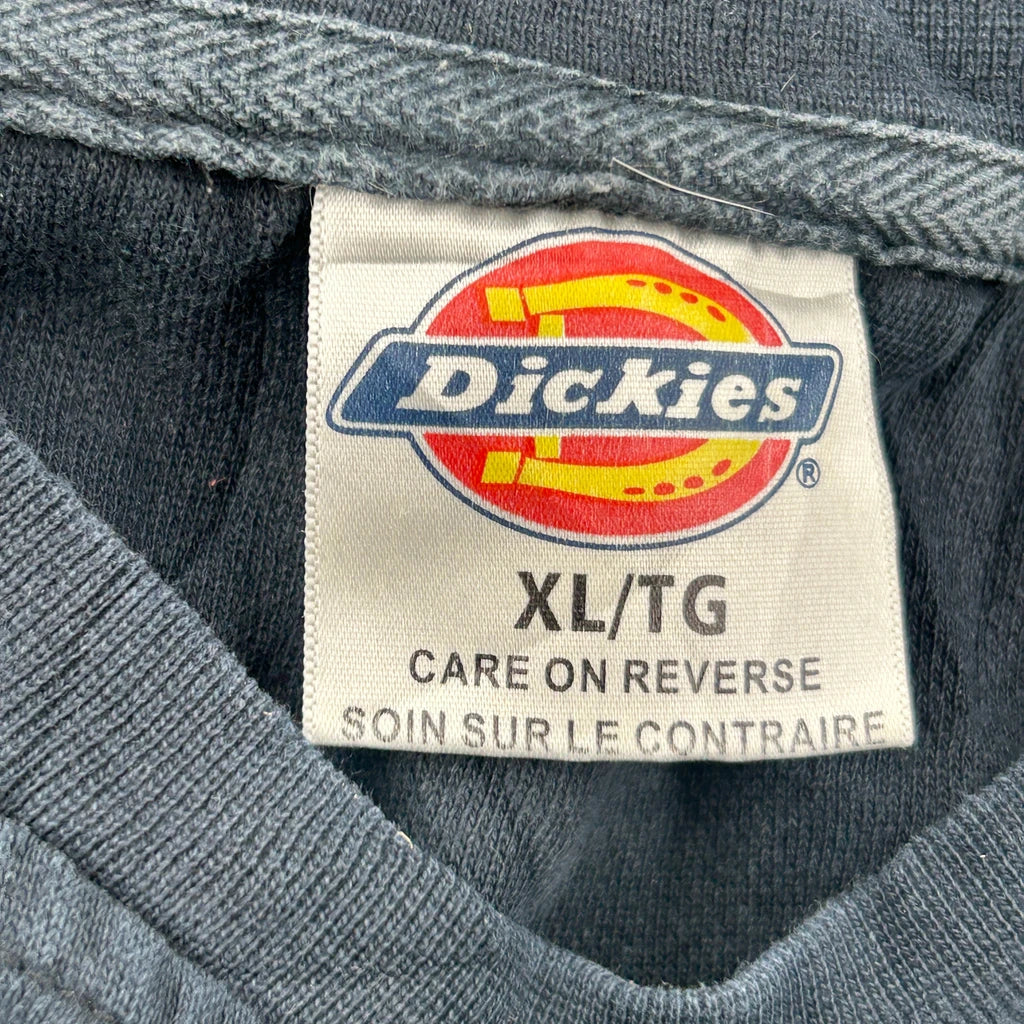 Dickies
®
XL/TG
CARE ON REVERSE
SOIN SUR LE CONTRAIRE